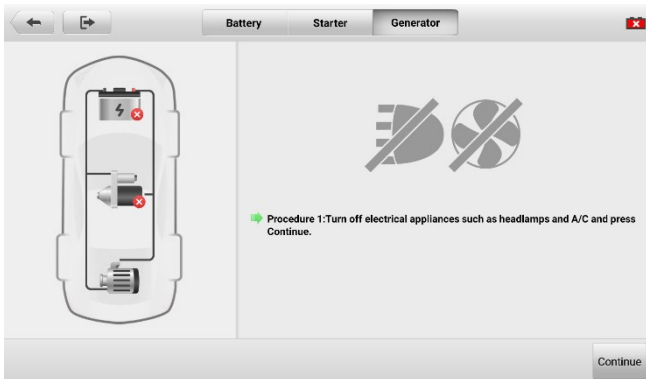 Battery Starter Generator
Procedure 1:Turn off electrical appliances such as headlamps and A/C and press
Continue.
Continue